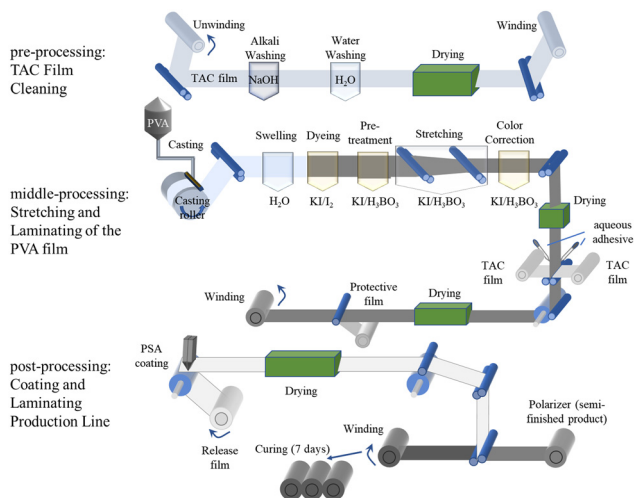 pre-processing:
TAC Film
Cleaning
Unwinding
TAC film
Alkali
Washing
NaOH
Water
Washing
H₂O
Drying
Winding
middle-processing:
Stretching and
Laminating of the
PVA film
PVA
Casting
Casting
roller
Swelling
H₂O
Dyeing
KI/I₂
Pre-
treatment
KI/H₃BO₃
Stretching
KI/H₃BO₃
Color
Correction
KI/H₃BO₃
Drying
aqueous
adhesive
TAC
film
TAC
film
Drying
Protective
film
Winding
post-processing:
Coating and
Laminating
Production Line
PSA
coating
Release
film
Drying
Polarizer (semi-
finished product)
Winding
Curing (7 days)